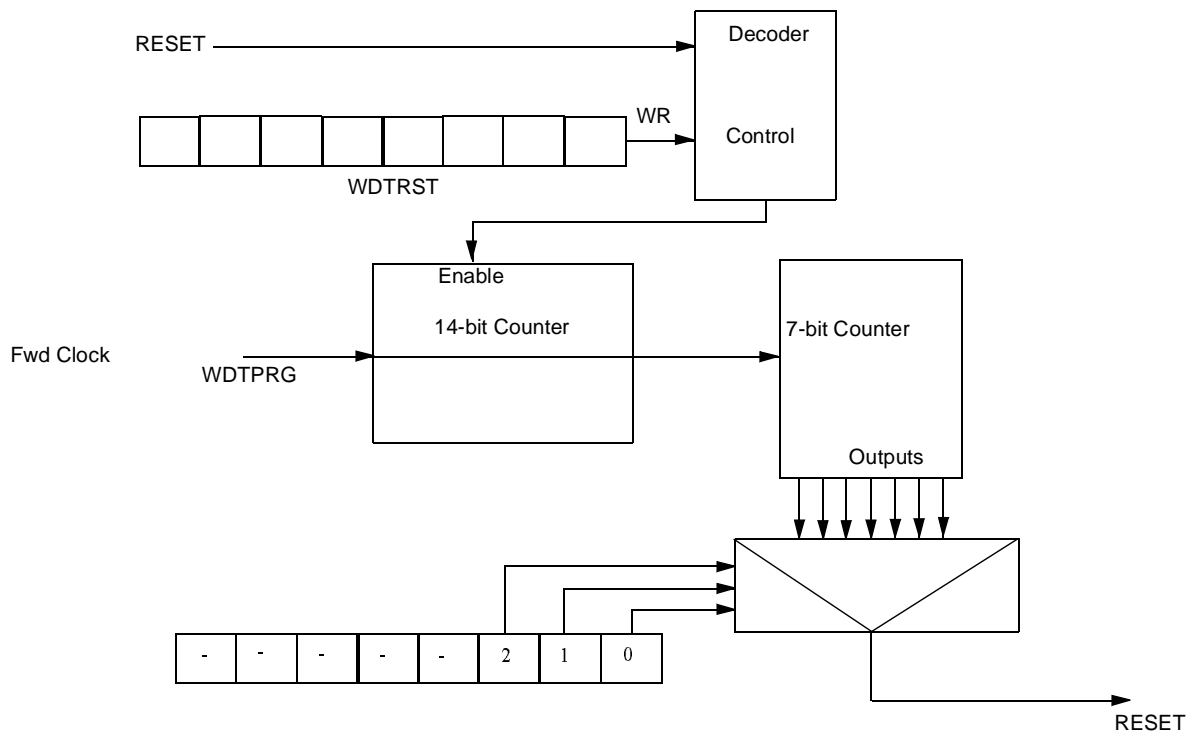 Decoder
RESET
WR
Control
WDTRST
Enable
14-bit Counter
7-bit Counter
Fwd Clock
WDTPRG
Outputs
- - - - - 2 1 0
RESET